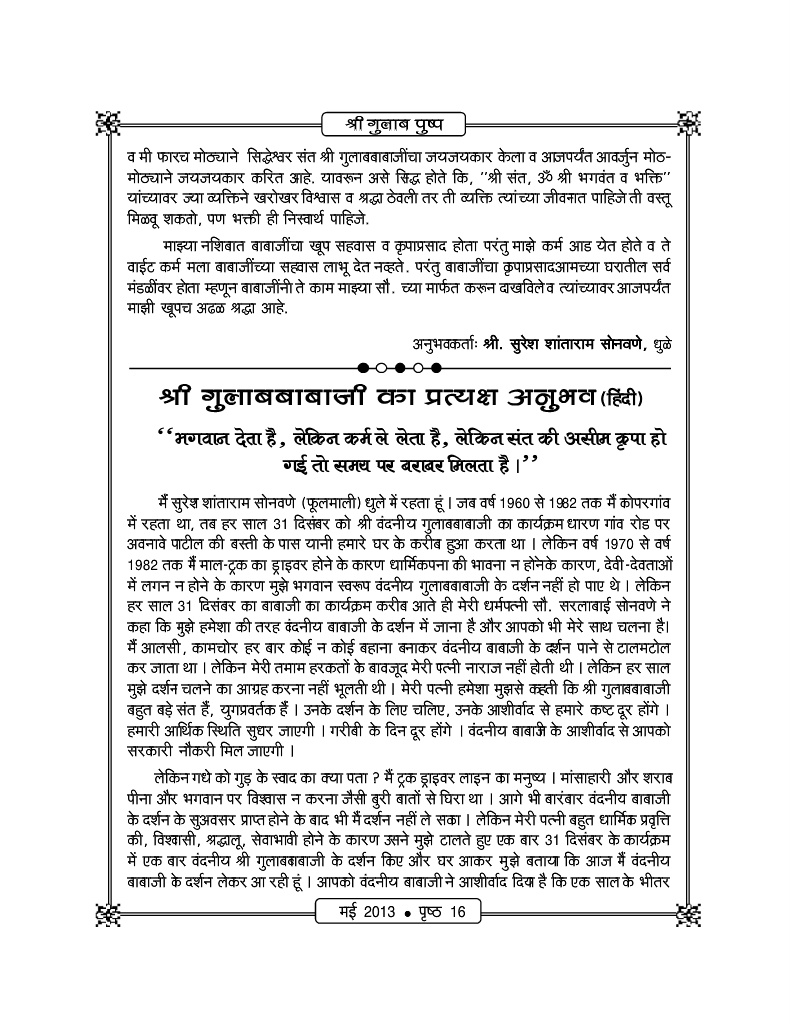 श्री गुलाब पुष्प
व मी फारच मोठ्याने सिद्धेश्वर संत श्री गुलाबबाबाजींचा जयजयकार केला व आजपर्यंत आवर्जुन मोठ-
मोठ्याने जयजयकार करित आहे. यावरून असे सिद्ध होते कि, ''श्री संत, ॐ श्री भगवंत व भक्ति''
यांच्यावर ज्या व्यक्तिने खरोखर विश्वास व श्रद्धा ठेवली तर ती व्यक्ति त्यांच्या जीवनात पाहिजे ती वस्तू
मिळवू शकतो, पण भक्ती ही निस्वार्थ पाहिजे.
माझ्या नशिबात बाबाजींचा खूप सहवास व कृपाप्रसाद होता परंतु माझे कर्म आड येत होते व ते
वाईट कर्म मला बाबाजींच्या सहवास लाभू देत नव्हते. परंतु बाबाजींचा कृपाप्रसादआमच्या घरातील सर्व
मंडळींवर होता म्हणून बाबाजींनी ते काम माझ्या सौ. च्या मार्फत करून दाखविले व त्यांच्यावर आजपर्यंत
माझी खूपच अढळ श्रद्धा आहे.
अनुभवकर्ताः श्री. सुरेश शांताराम सोनवणे, धुळे
श्री गुलाबबाबाजी का प्रत्यक्ष अनुभव (हिंदी)
‘‘भगवान देता है, लेकिन कर्म ले लेता है, लेकिन संत की असीम कृपा हो
गई तो समय पर बराबर मिलता है।’’
मैं सुरेश शांताराम सोनवणे (फूलमाली) धुले में रहता हूं। जब वर्ष 1960 से 1982 तक मैं कोपरगांव
में रहता था, तब हर साल 31 दिसंबर को श्री वंदनीय गुलाबबाबाजी का कार्यक्रम धारण गांव रोड पर
अवनावे पाटील की बस्ती के पास यानी हमारे घर के करीब हुआ करता था। लेकिन वर्ष 1970 से वर्ष
1982 तक मैं माल-ट्रक का ड्राइवर होने के कारण धार्मिकपना की भावना न होनेके कारण, देवी-देवताओं
में लगन न होने के कारण मुझे भगवान स्वरूप वंदनीय गुलाबबाबाजी के दर्शन नहीं हो पाए थे। लेकिन
हर साल 31 दिसंबर का बाबाजी का कार्यक्रम करीब आते ही मेरी धर्मपत्नी सौ. सरलाबाई सोनवणे ने
कहा कि मुझे हमेशा की तरह वंदनीय बाबाजी के दर्शन में जाना है और आपको भी मेरे साथ चलना है।
मैं आलसी, कामचोर हर बार कोई न कोई बहाना बनाकर वंदनीय बाबाजी के दर्शन पाने से टालमटोल
कर जाता था। लेकिन मेरी तमाम हरकतों के बावजूद मेरी पत्नी नाराज नहीं होती थी। लेकिन हर साल
मुझे दर्शन चलने का आग्रह करना नहीं भूलती थी। मेरी पत्नी हमेशा मुझसे कहती कि श्री गुलाबबाबाजी
बहुत बड़े संत हैं, युगप्रवर्तक हैं। उनके दर्शन के लिए चलिए, उनके आशीर्वाद से हमारे कष्ट दूर होंगे।
हमारी आर्थिक स्थिति सुधर जाएगी। गरीबी के दिन दूर होंगे। वंदनीय बाबाजी के आशीर्वाद से आपको
सरकारी नौकरी मिल जाएगी।
लेकिन गधे को गुड़ के स्वाद का क्या पता? मैं ट्रक ड्राइवर लाइन का मनुष्य। मांसाहारी और शराब
पीना और भगवान पर विश्वास न करना जैसी बुरी बातों से घिरा था। आगे भी बारंबार वंदनीय बाबाजी
के दर्शन के सुअवसर प्राप्त होने के बाद भी मैं दर्शन नहीं ले सका। लेकिन मेरी पत्नी बहुत धार्मिक प्रवृत्ति
की, विश्वासी, श्रद्धालू, सेवाभावी होने के कारण उसने मुझे टालते हुए एक बार 31 दिसंबर के कार्यक्रम
में एक बार वंदनीय श्री गुलाबबाबाजी के दर्शन किए और घर आकर मुझे बताया कि आज मैं वंदनीय
बाबाजी के दर्शन लेकर आ रही हूं। आपको वंदनीय बाबाजी ने आशीर्वाद दिया है कि एक साल के भीतर
मई 2013 ● पृष्ठ 16